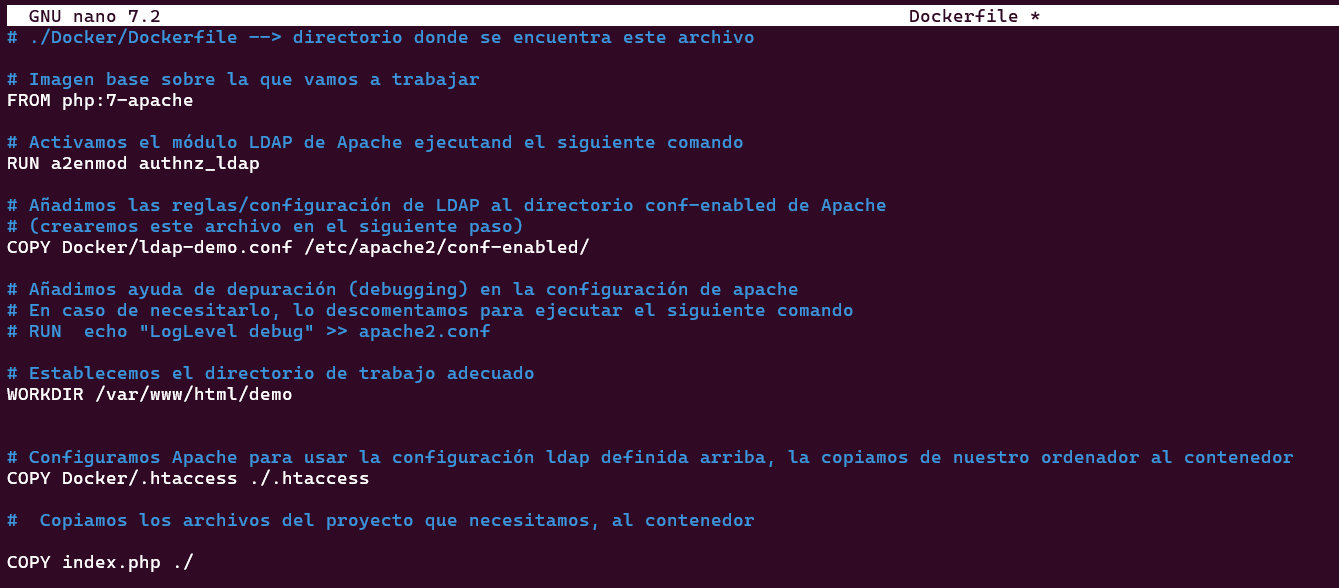 GNU nano 7.2 Dockerfile *
# ./Docker/Dockerfile --> directorio donde se encuentra este archivo
# Imagen base sobre la que vamos a trabajar
FROM php:7-apache
# Activamos el módulo LDAP de Apache ejecutand el siguiente comando
RUN a2enmod authnz_ldap
# Añadimos las reglas/configuración de LDAP al directorio conf-enabled de Apache
# (crearemos este archivo en el siguiente paso)
COPY Docker/ldap-demo.conf /etc/apache2/conf-enabled/
# Añadimos ayuda de depuración (debugging) en la configuración de apache
# En caso de necesitarlo, lo descomentamos para ejecutar el siguiente comando
# RUN  echo "LogLevel debug" >> apache2.conf
# Establecemos el directorio de trabajo adecuado
WORKDIR /var/www/html/demo
# Configuramos Apache para usar la configuración ldap definida arriba, la copiamos de nuestro ordenador al contenedor
COPY Docker/.htaccess ./.htaccess
#  Copiamos los archivos del proyecto que necesitamos, al contenedor
COPY index.php ./